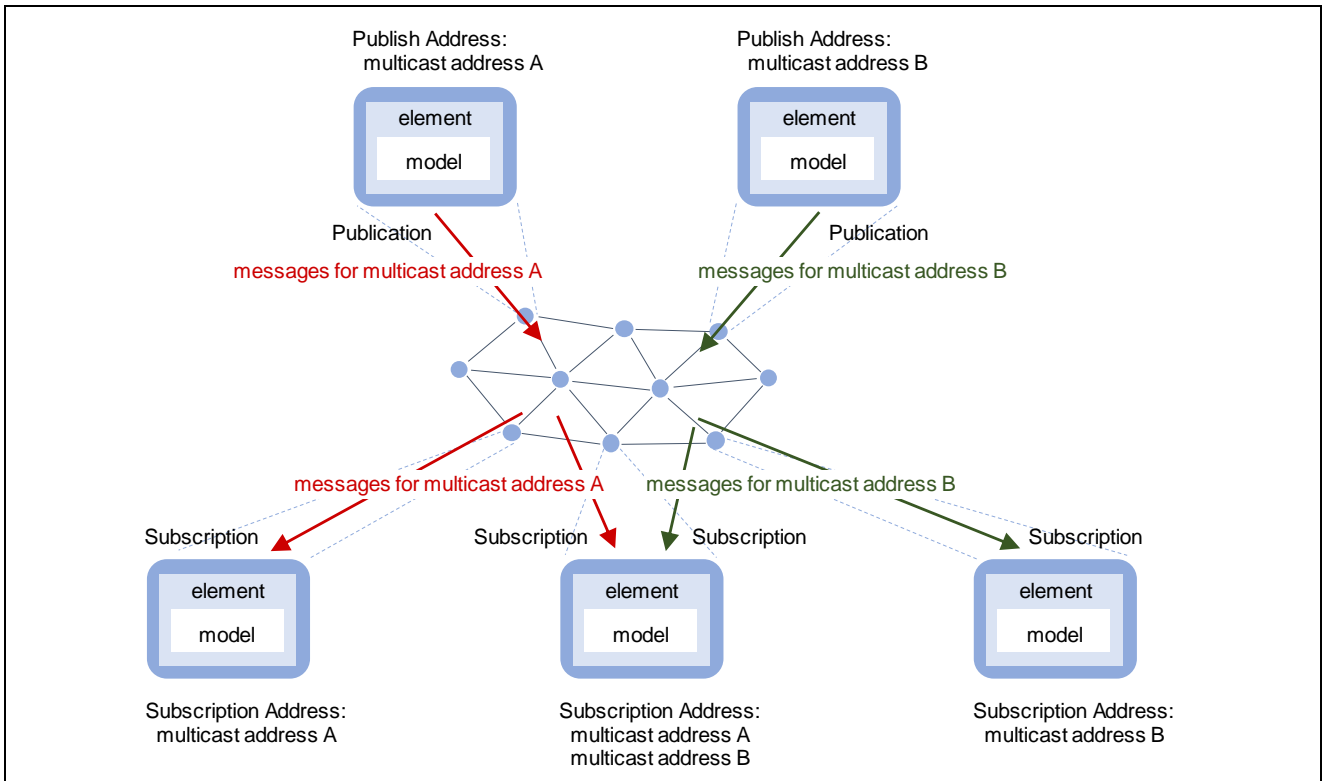 Publish Address:
multicast address A
Publish Address:
multicast address B
element
model
element
model
Publication
Publication
messages for multicast address A
messages for multicast address B
messages for multicast address A
messages for multicast address B
Subscription
Subscription
Subscription
Subscription
element
model
element
model
element
model
Subscription Address:
multicast address A
Subscription Address:
multicast address A
multicast address B
Subscription Address:
multicast address B